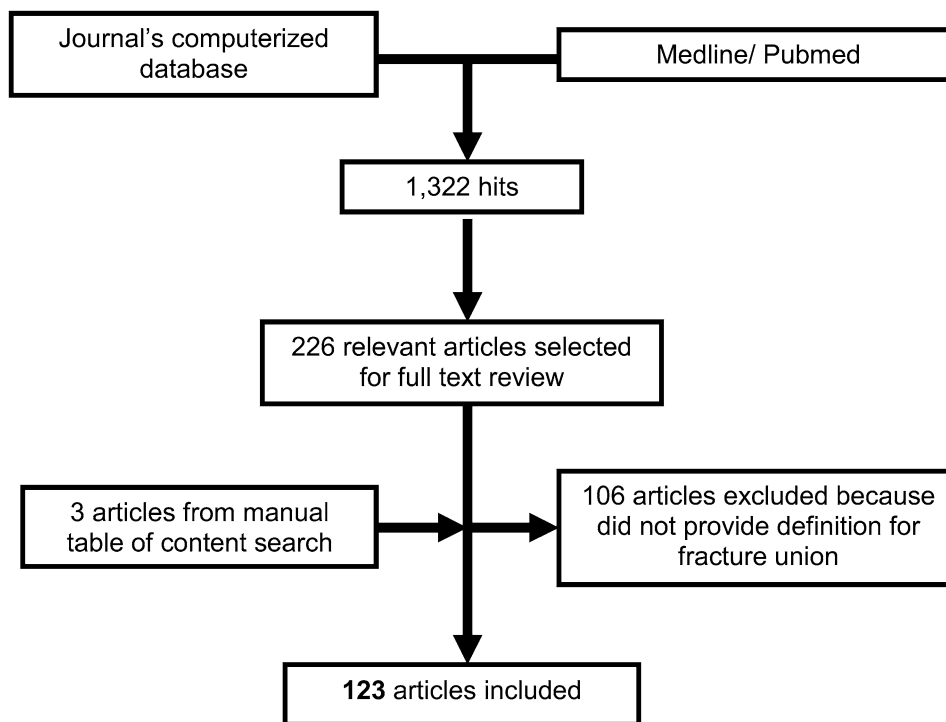 Journal’s computerized
database
Medline/ Pubmed
1,322 hits
226 relevant articles selected
for full text review
3 articles from manual
table of content search
106 articles excluded because
did not provide definition for
fracture union
123 articles included